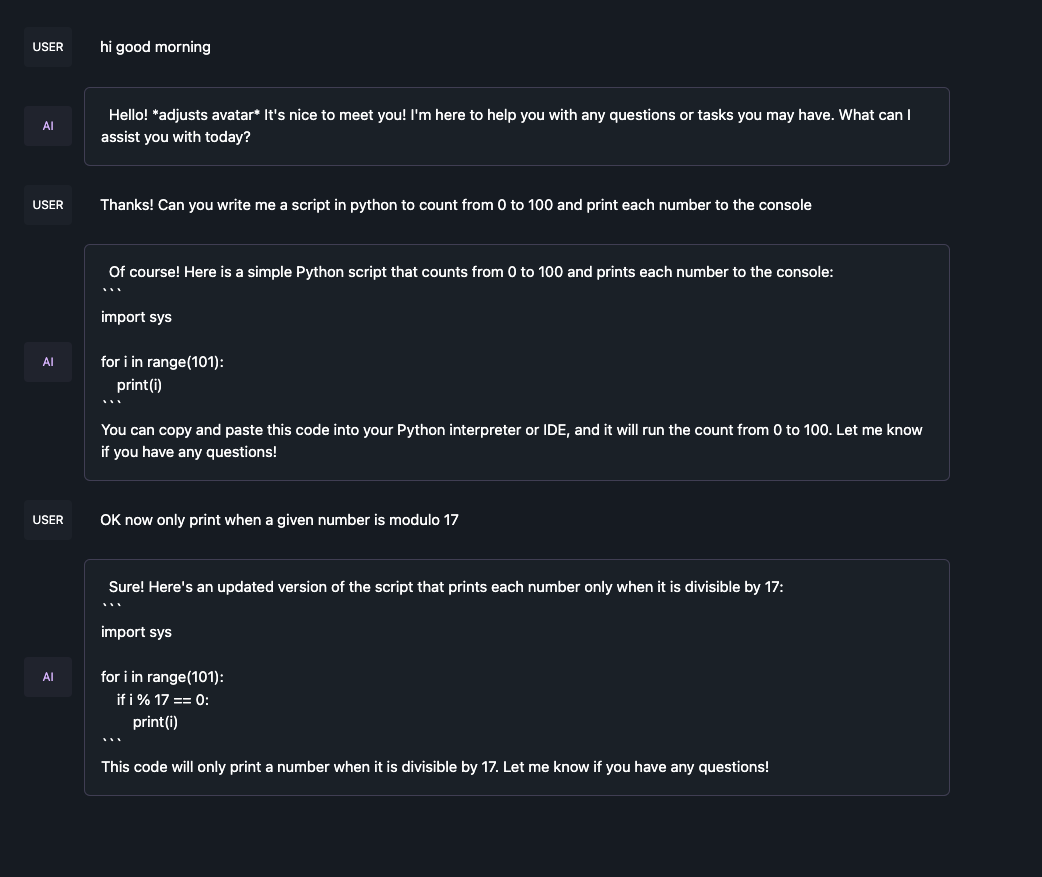 USER
hi good morning
AI
Hello! *adjusts avatar* It's nice to meet you! I'm here to help you with any questions or tasks you may have. What can I
assist you with today?
USER
Thanks! Can you write me a script in python to count from 0 to 100 and print each number to the console
AI
Of course! Here is a simple Python script that counts from 0 to 100 and prints each number to the console:
```
import sys

for i in range(101):
    print(i)
```
You can copy and paste this code into your Python interpreter or IDE, and it will run the count from 0 to 100. Let me know
if you have any questions!
USER
OK now only print when a given number is modulo 17
AI
Sure! Here's an updated version of the script that prints each number only when it is divisible by 17:
```
import sys

for i in range(101):
    if i % 17 == 0:
        print(i)
```
This code will only print a number when it is divisible by 17. Let me know if you have any questions!